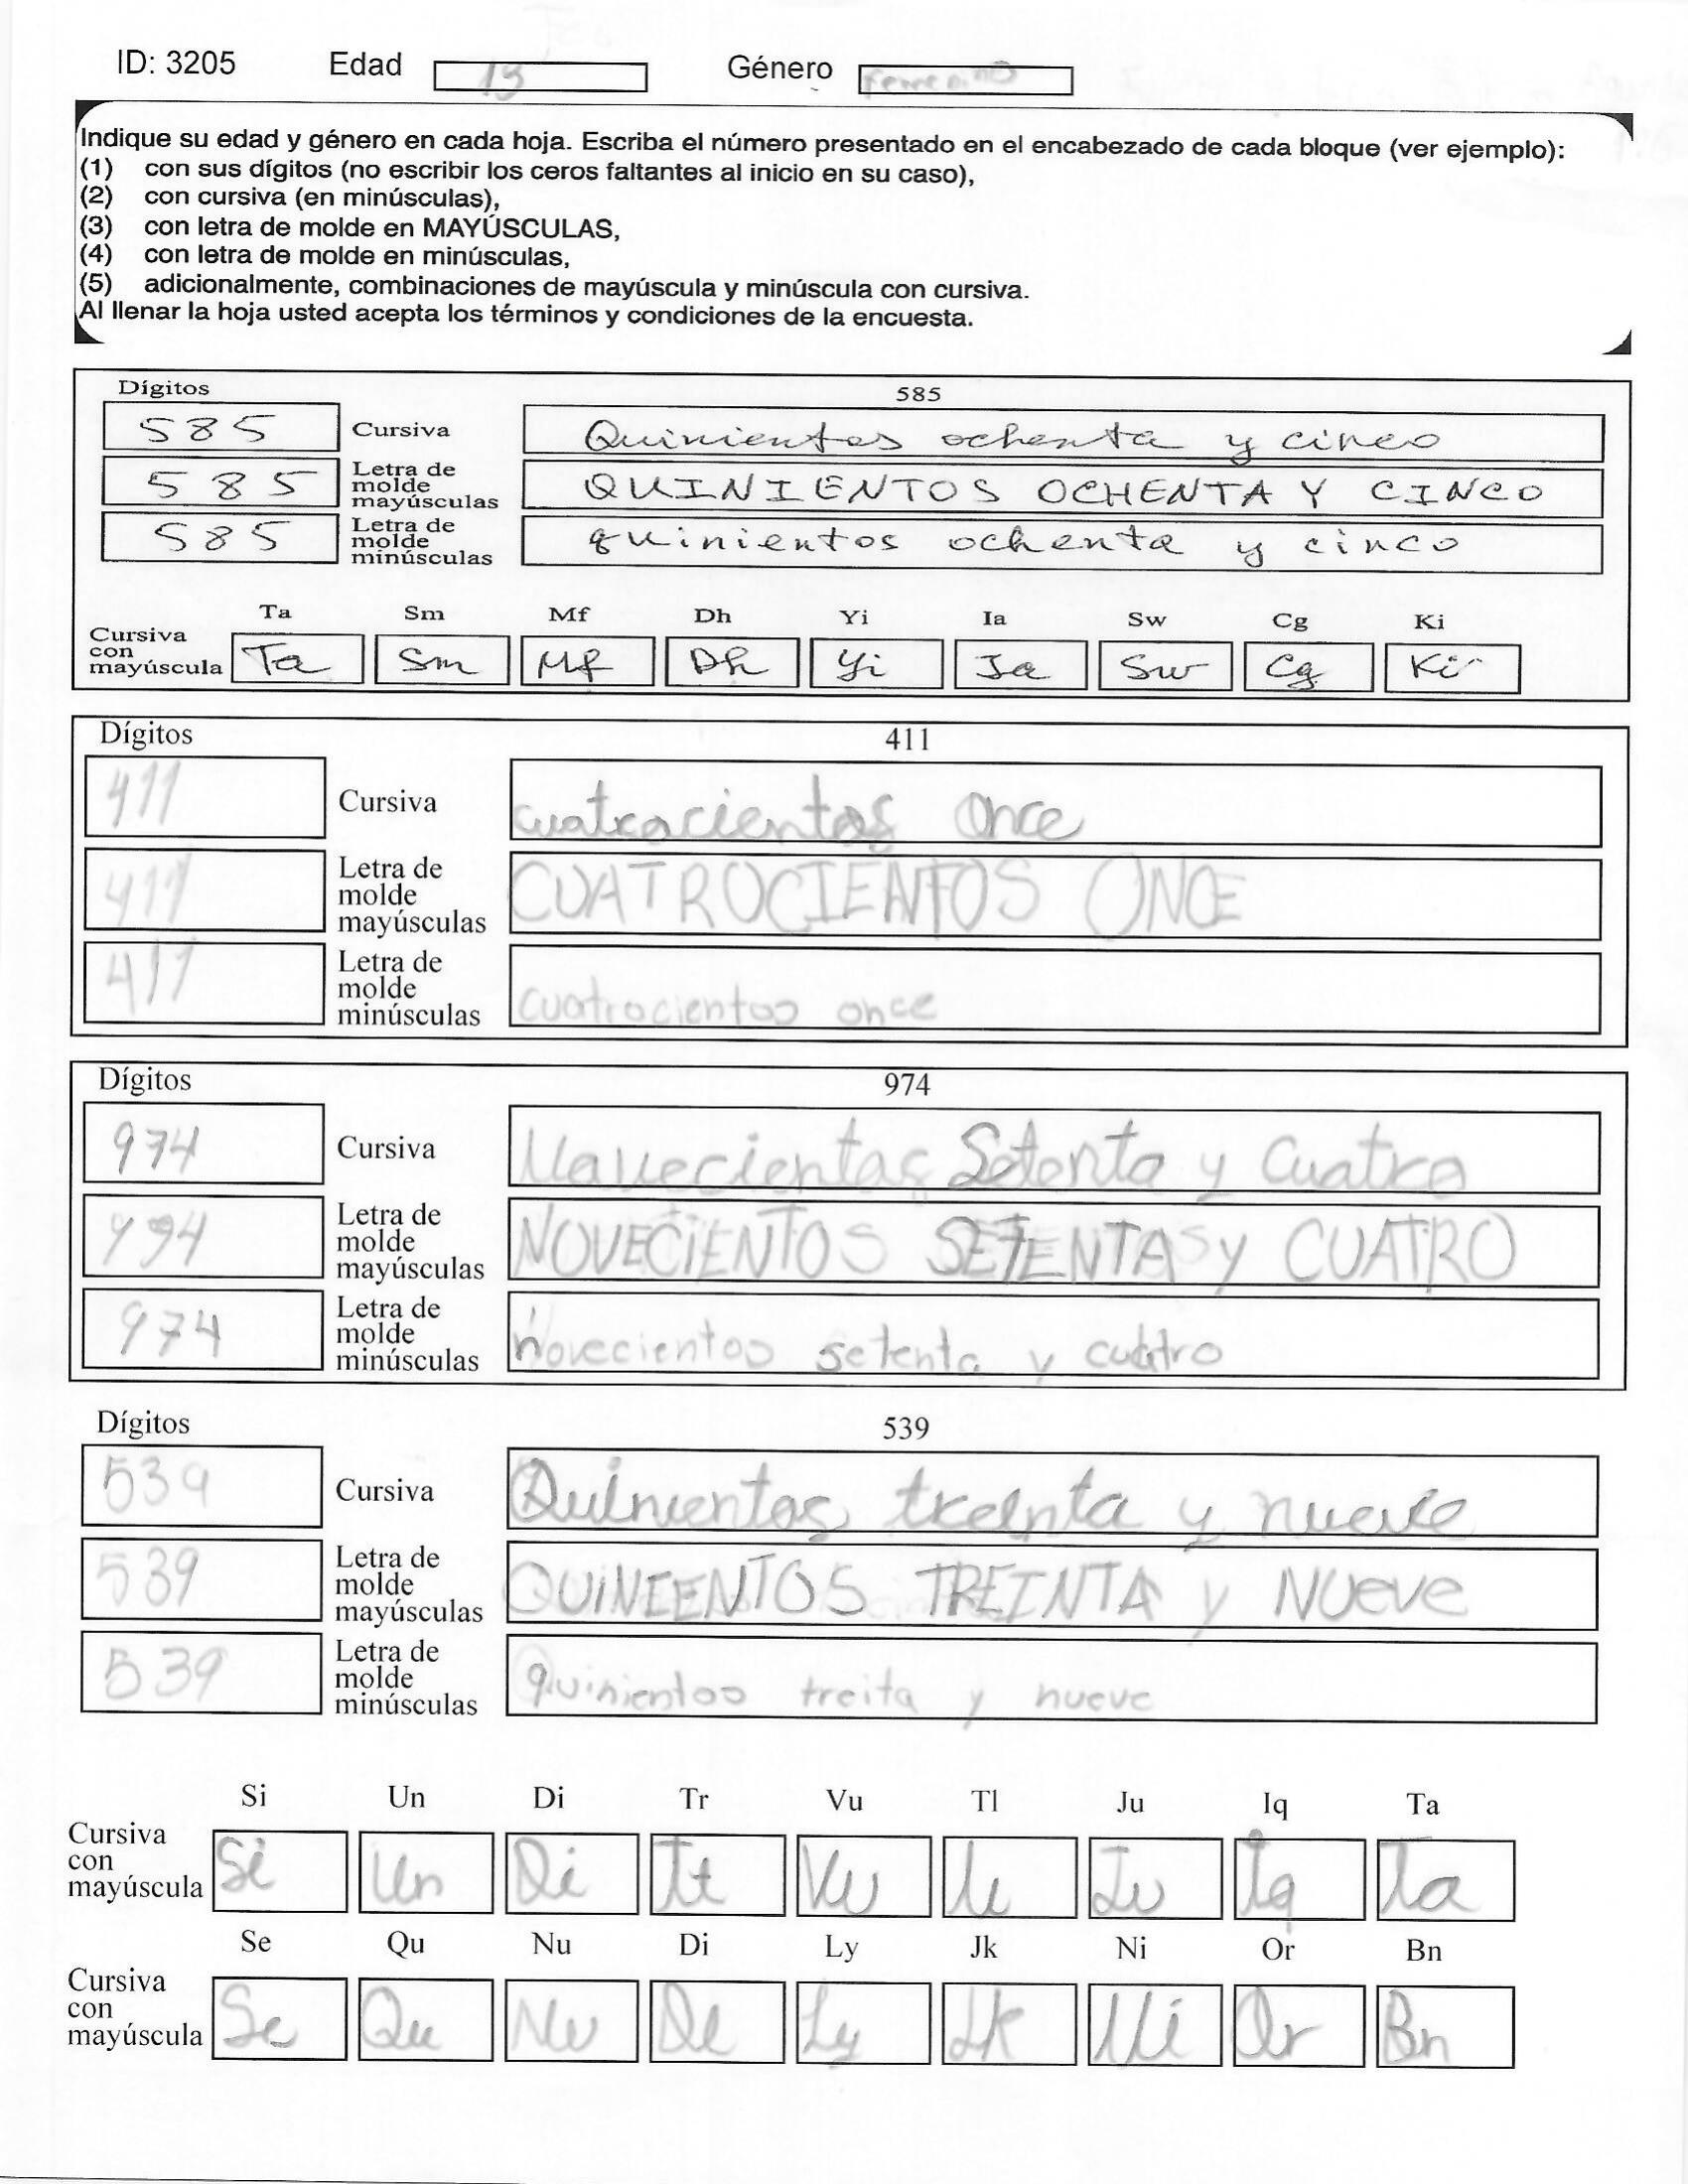 ID: 3205 Edad 13 Género femenino
Indique su edad y género en cada hoja. Escriba el número presentado en el encabezado de cada bloque (ver ejemplo):
(1) con sus dígitos (no escribir los ceros faltantes al inicio en su caso),
(2) con cursiva (en minúsculas),
(3) con letra de molde en MAYÚSCULAS,
(4) con letra de molde en minúsculas,
(5) adicionalmente, combinaciones de mayúscula y minúscula con cursiva.
Al llenar la hoja usted acepta los términos y condiciones de la encuesta.
Dígitos 585
585 Cursiva Quinientos ochenta y cinco
585 Letra de molde mayúsculas QUINIENTOS OCHENTA Y CINCO
585 Letra de molde minúsculas quinientos ochenta y cinco
Ta Sm Mf Dh Yi Ia Sw Cg Ki
Cursiva con mayúscula Ta Sm Mf Dh Yi Ia Sw Cg Ki
Dígitos 411
411 Cursiva cuatrocientos Once
411 Letra de molde mayúsculas CUATROCIENTOS ONCE
411 Letra de molde minúsculas cuatrocientos once
Dígitos 974
974 Cursiva Navecientas Setenta y Cuatro
974 Letra de molde mayúsculas NOVECiENTOS SETENTA y CUATRO
974 Letra de molde minúsculas novecientos setenta y cuatro
Dígitos 539
539 Cursiva Quinientos treinta y nueve
539 Letra de molde mayúsculas QUiNIENTOS TREINTA y NUeve
539 Letra de molde minúsculas quinientos treita y nueve
Si Un Di Tr Vu Tl Ju Iq Ta
Cursiva con mayúscula Si Un Di Tt Vu Ju Iq Ta
Se Qu Nu Di Ly Jk Ni Or Bn
Cursiva con mayúscula Se Qu Nu Di Ly Jk Ni Or Bn